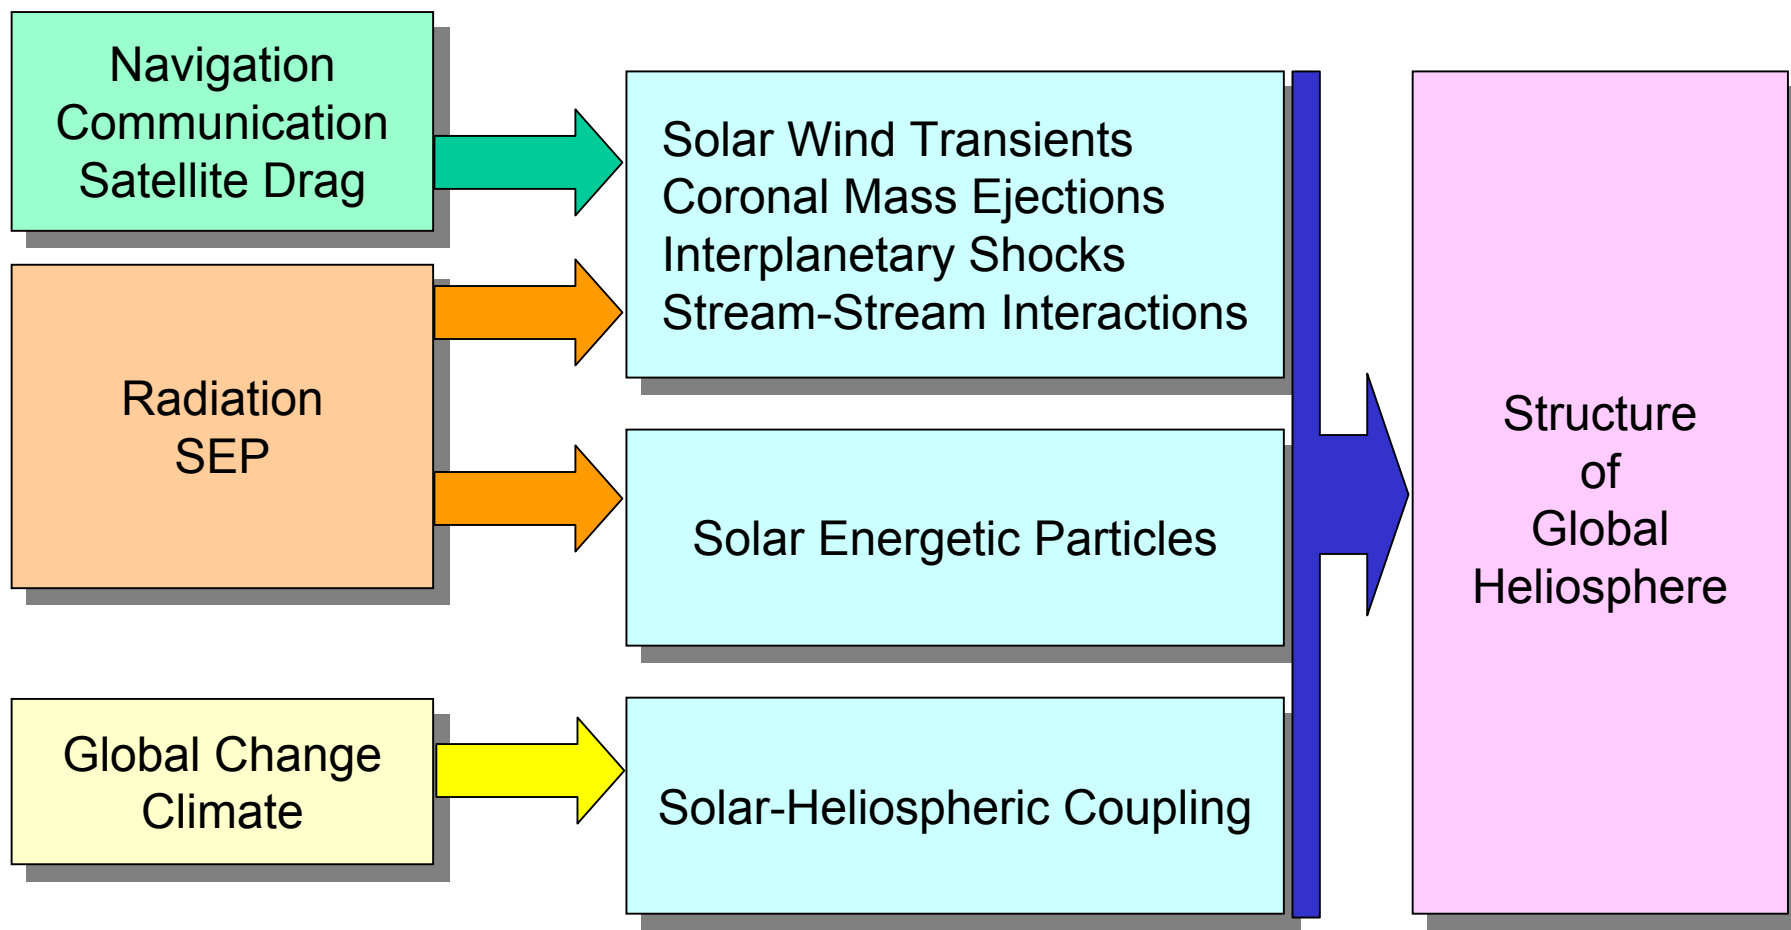 Navigation
Communication
Satellite Drag
Radiation
SEP
Global Change
Climate
Solar Wind Transients
Coronal Mass Ejections
Interplanetary Shocks
Stream-Stream Interactions
Solar Energetic Particles
Solar-Heliospheric Coupling
Structure
of
Global
Heliosphere